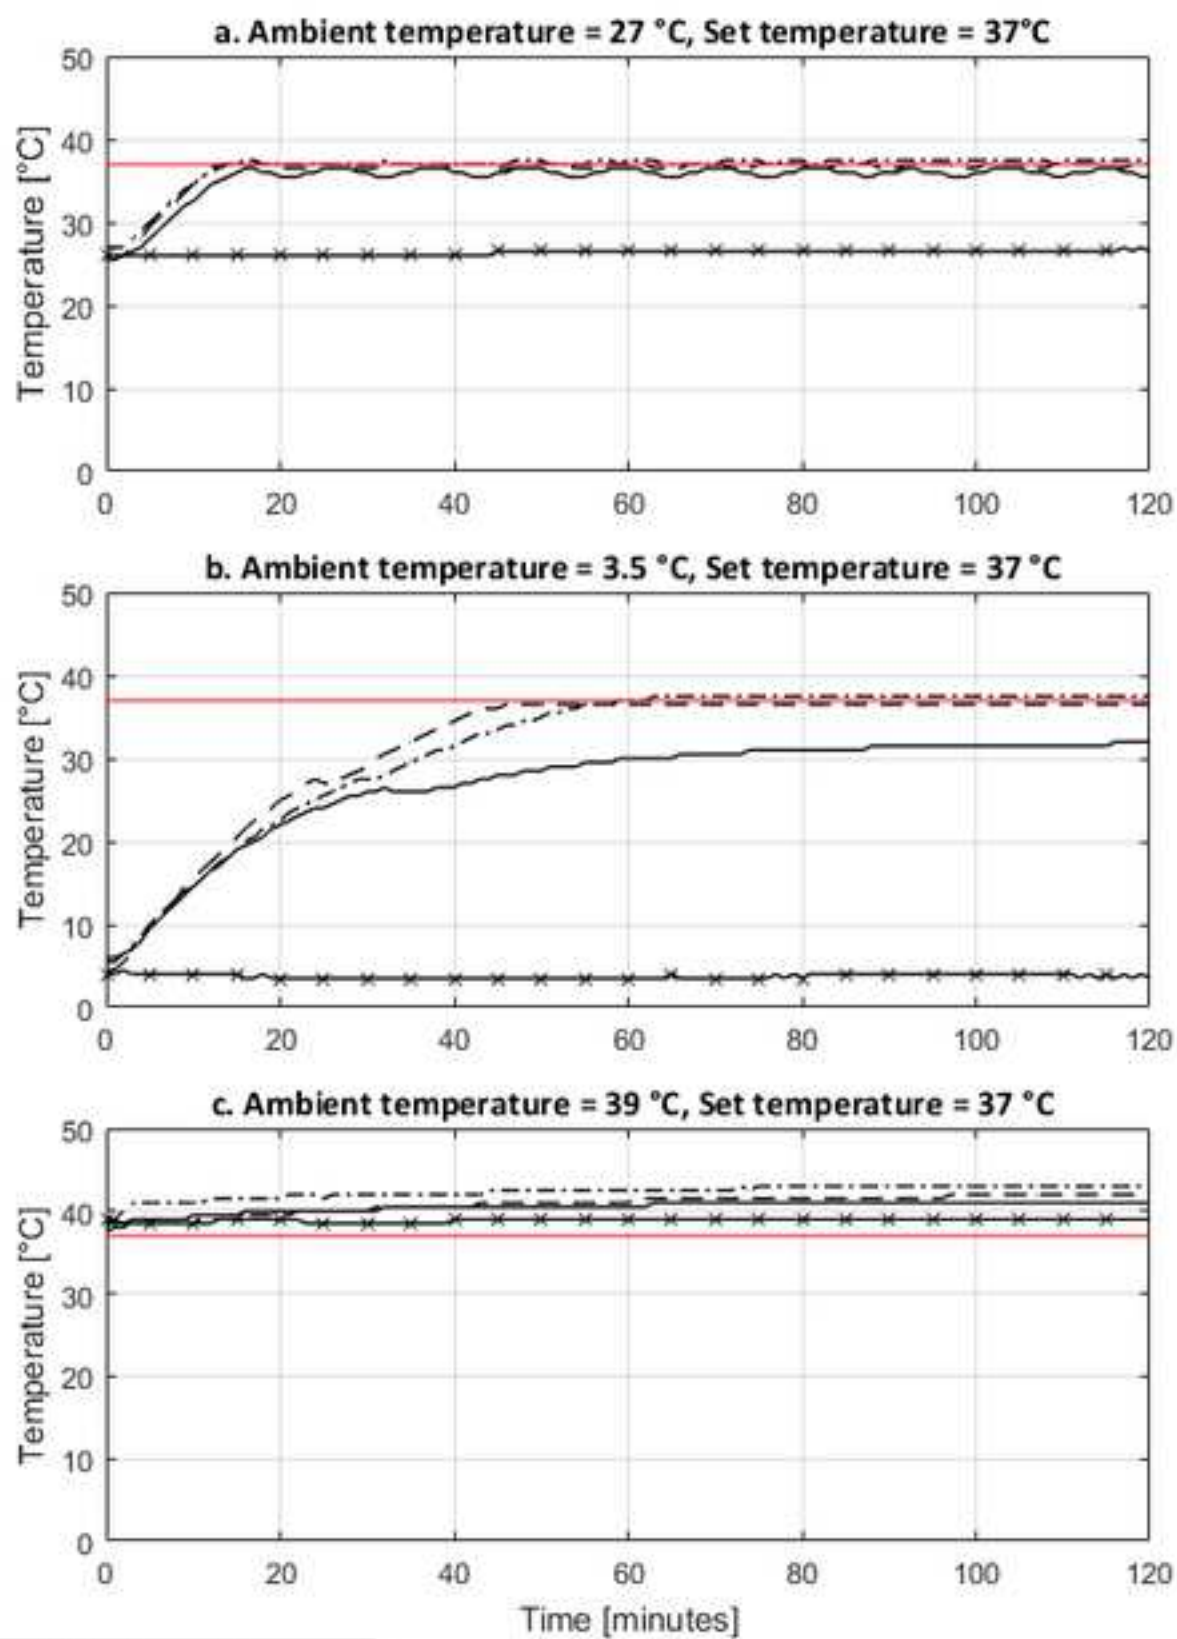 a. Ambient temperature = 27 °C, Set temperature = 37°C
50
40
30
20
10
0
Temperature [°C]
0 20 40 60 80 100 120
b. Ambient temperature = 3.5 °C, Set temperature = 37 °C
50
40
30
20
10
0
Temperature [°C]
0 20 40 60 80 100 120
c. Ambient temperature = 39 °C, Set temperature = 37 °C
50
40
30
20
10
0
Temperature [°C]
0 20 40 60 80 100 120
Time [minutes]